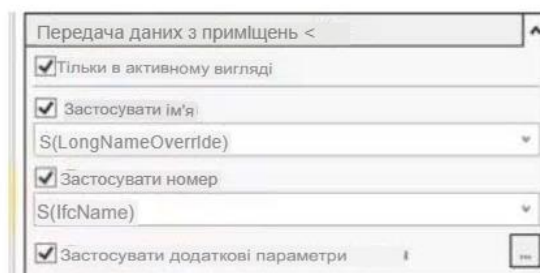 Передача даних з приміщень <
Тільки в активному вигляді
Застосувати ім'я
S(LongNameOverride)
Застосувати номер
S(IfcName)
Застосувати додаткові параметри
...